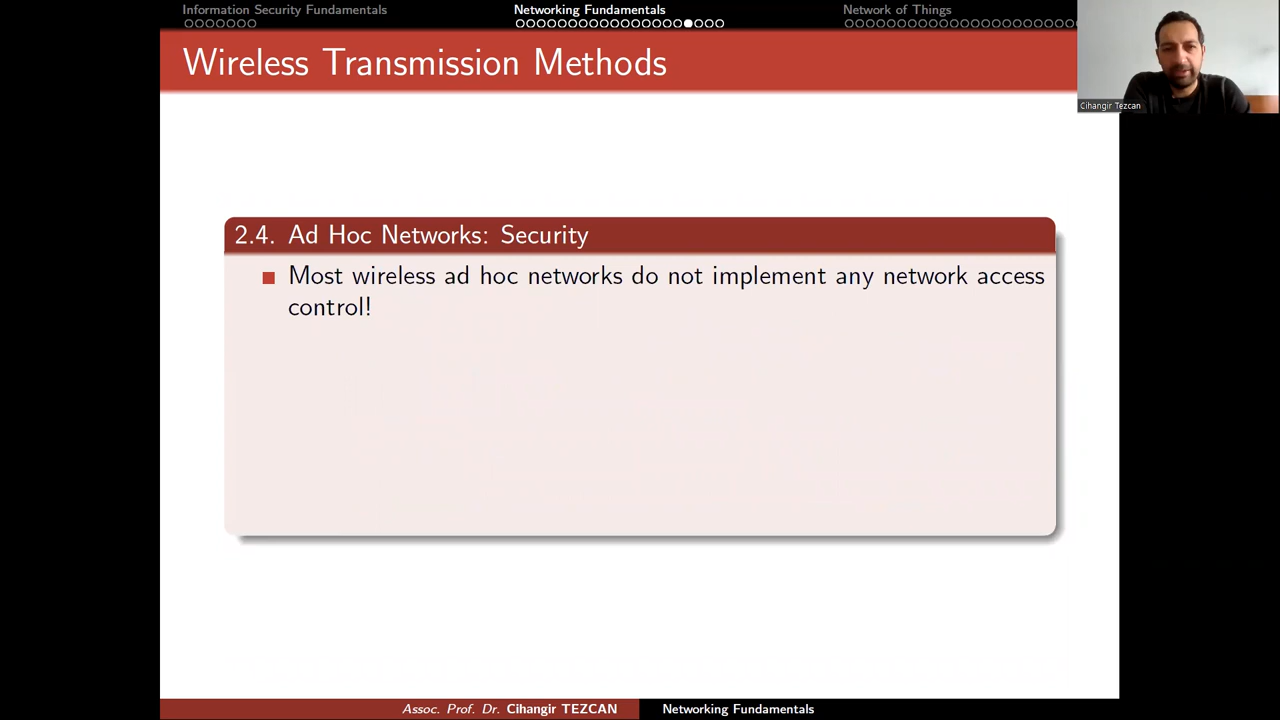 Information Security Fundamentals
Networking Fundamentals
Network of Things
Wireless Transmission Methods
Cihangir Tezcan
2.4. Ad Hoc Networks: Security
Most wireless ad hoc networks do not implement any network access
control!
Assoc. Prof. Dr. Cihangir TEZCAN
Networking Fundamentals